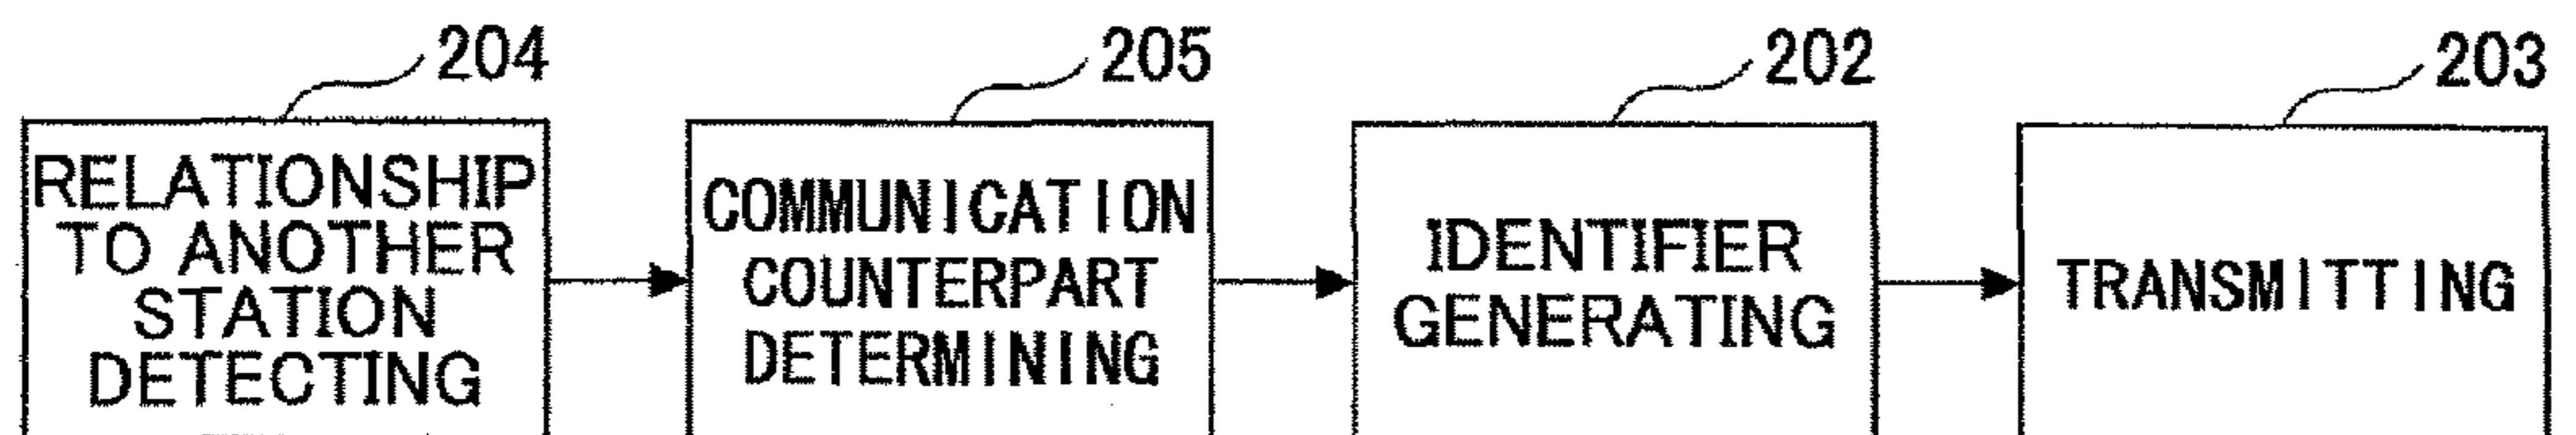 204
205
202
203
RELATIONSHIP
TO ANOTHER
STATION
DETECTING
COMMUNICATION
COUNTERPART
DETERMINING
IDENTIFIER
GENERATING
TRANSMITTING